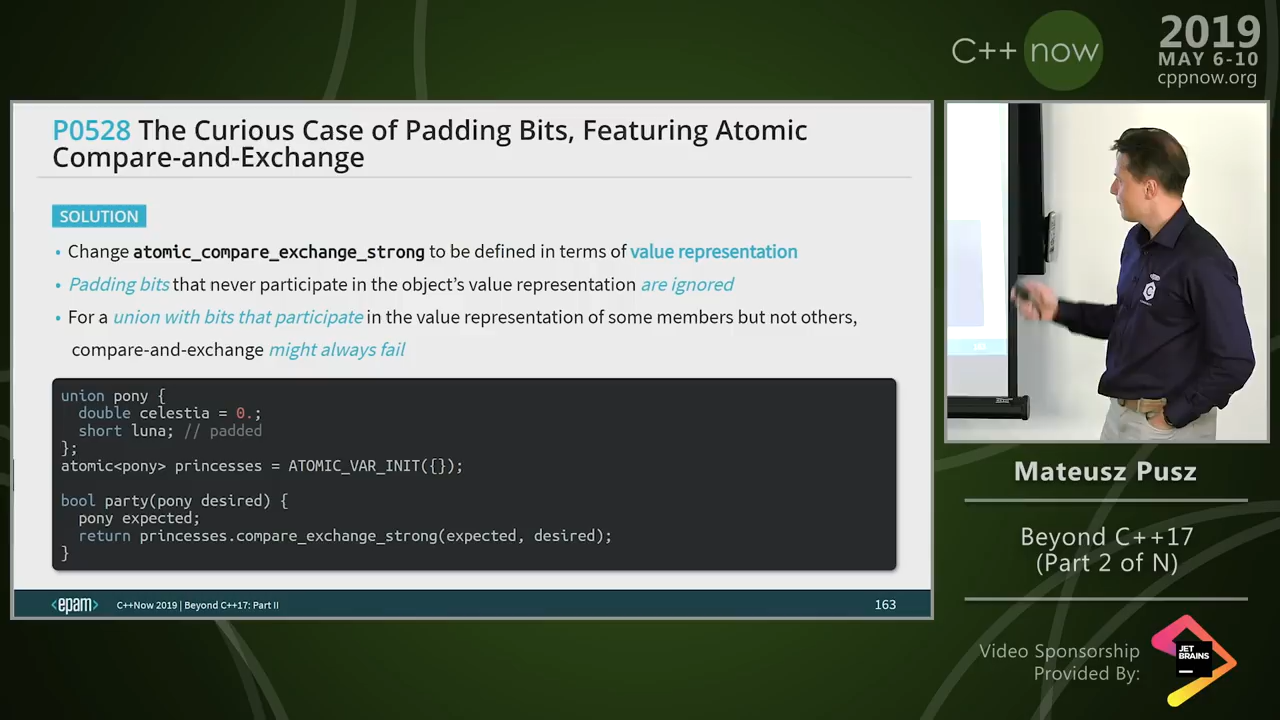 C++ now
2019
MAY 6-10
cppnow.org
P0528 The Curious Case of Padding Bits, Featuring Atomic
Compare-and-Exchange
SOLUTION
• Change atomic_compare_exchange_strong to be defined in terms of value representation
• Padding bits that never participate in the object's value representation are ignored
• For a union with bits that participate in the value representation of some members but not others,
compare-and-exchange might always fail
union pony {
  double celestia = 0.;
  short luna; // padded
};
atomic<pony> princesses = ATOMIC_VAR_INIT({});
bool party(pony desired) {
  pony expected;
  return princesses.compare_exchange_strong(expected, desired);
}
<epam>
C++Now 2019 | Beyond C++17: Part II
163
Mateusz Pusz
Beyond C++17
(Part 2 of N)
Video Sponsorship
Provided By:
JET
BRAINS